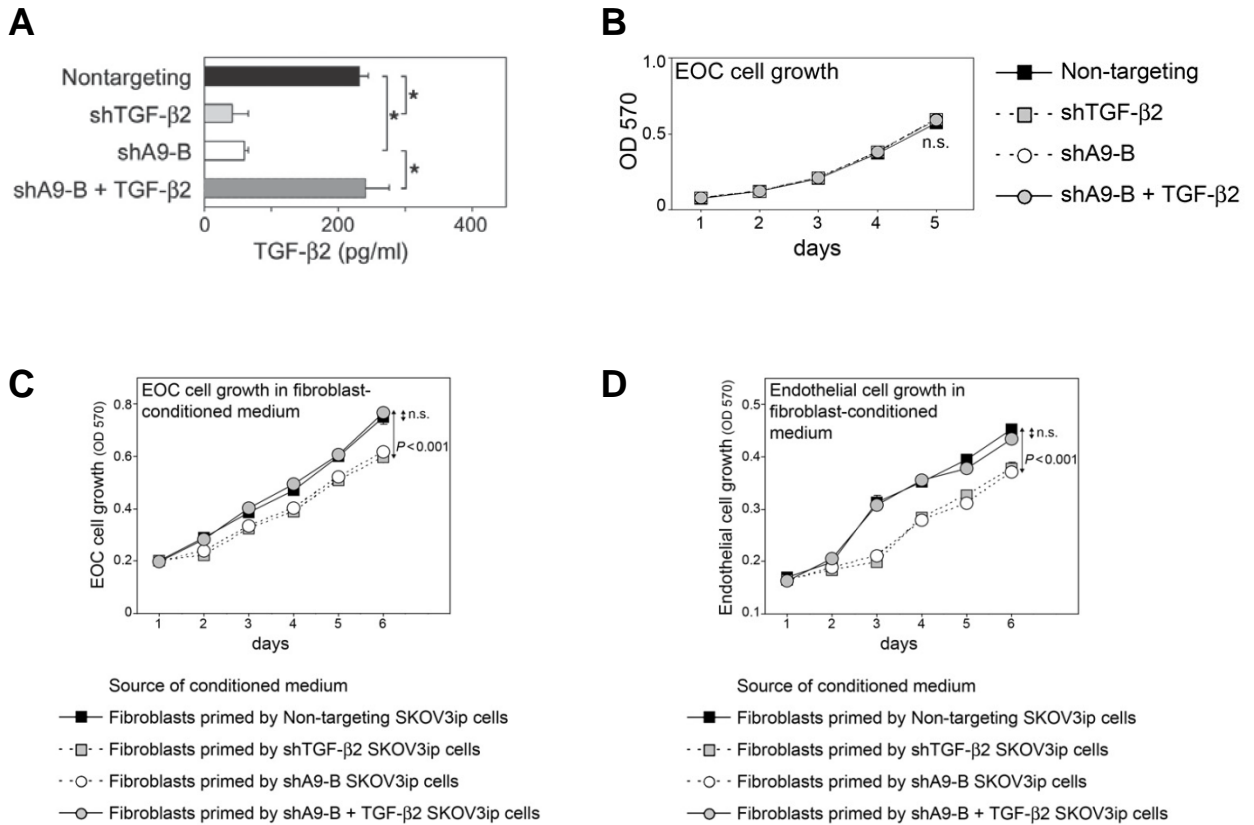 A
Nontargeting
shTGF-β2
shA9-B
shA9-B + TGF-β2
*
*
*
0 200 400
TGF-β2 (pg/ml)
B
EOC cell growth
1.0
0.5
0
OD 570
n.s.
1 2 3 4 5
days
Non-targeting
shTGF-β2
shA9-B
shA9-B + TGF-β2
C
EOC cell growth in fibroblast-
conditioned medium
EOC cell growth (OD 570)
0.8
0.6
0.4
0.2
0
n.s.
P<0.001
1 2 3 4 5 6
days
Source of conditioned medium
Fibroblasts primed by Non-targeting SKOV3ip cells
Fibroblasts primed by shTGF-β2 SKOV3ip cells
Fibroblasts primed by shA9-B SKOV3ip cells
Fibroblasts primed by shA9-B + TGF-β2 SKOV3ip cells
D
Endothelial cell growth in
fibroblast-conditioned
medium
Endothelial cell growth (OD 570)
0.5
0.4
0.3
0.2
0.1
n.s.
P<0.001
1 2 3 4 5 6
days
Source of conditioned medium
Fibroblasts primed by Non-targeting SKOV3ip cells
Fibroblasts primed by shTGF-β2 SKOV3ip cells
Fibroblasts primed by shA9-B SKOV3ip cells
Fibroblasts primed by shA9-B + TGF-β2 SKOV3ip cells